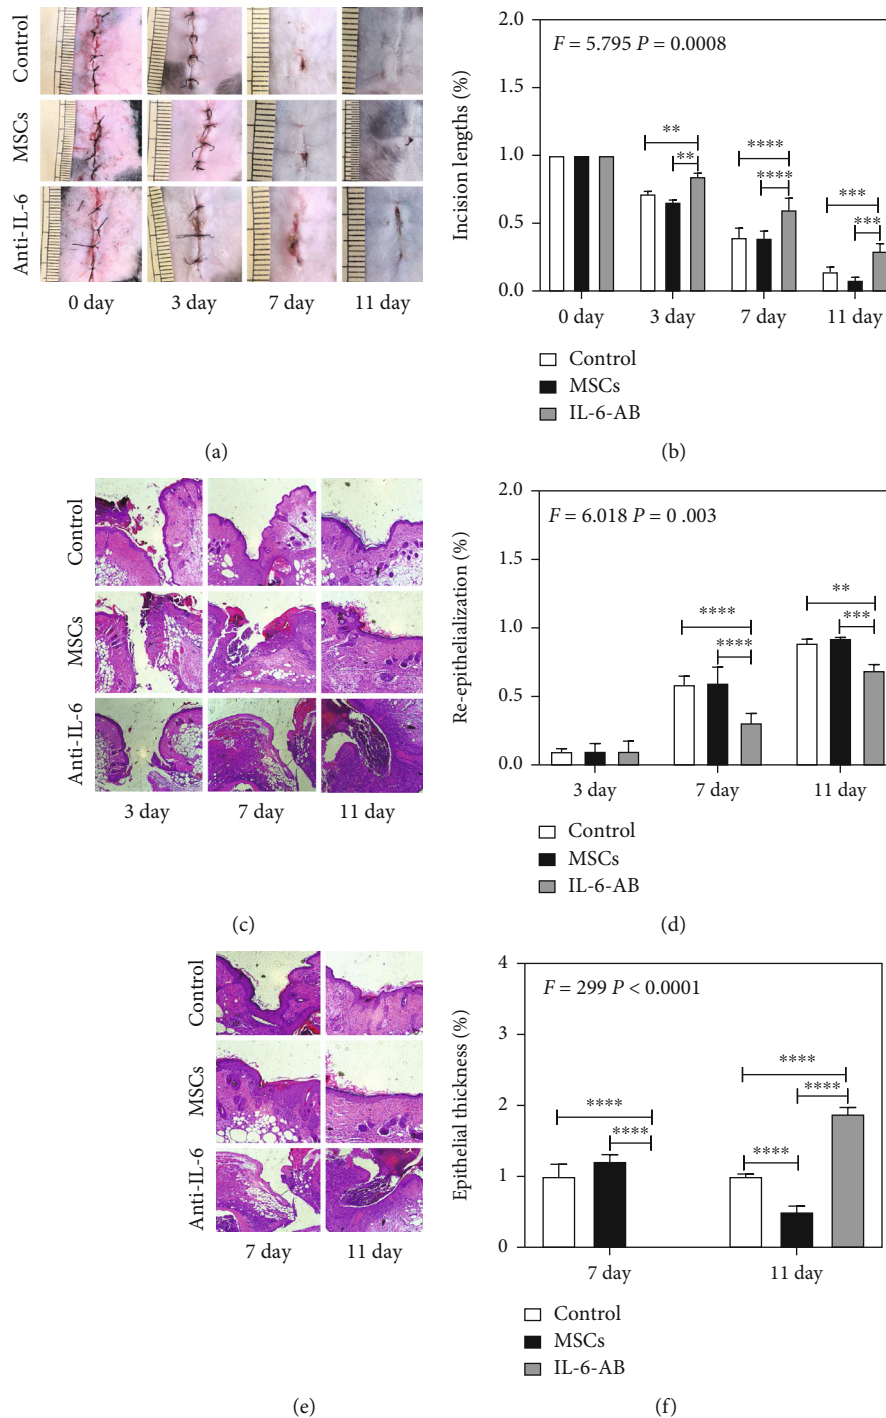 Control
MSCs
Anti-IL-6
0 day
3 day
7 day
11 day
(a)
Incision lengths (%)
2.0
1.5
1.0
0.5
0.0
F = 5.795 P = 0.0008
**
**
****
****
***
***
0 day
3 day
7 day
11 day
Control
MSCs
IL-6-AB
(b)
Control
MSCs
Anti-IL-6
3 day
7 day
11 day
(c)
Re-epithelialization (%)
2.0
1.5
1.0
0.5
0.0
F = 6.018 P = 0 .003
****
****
**
***
3 day
7 day
11 day
Control
MSCs
IL-6-AB
(d)
Control
MSCs
Anti-IL-6
7 day
11 day
(e)
Epithelial thickness (%)
4
3
2
1
0
F = 299 P < 0.0001
****
****
****
****
****
7 day
11 day
Control
MSCs
IL-6-AB
(f)